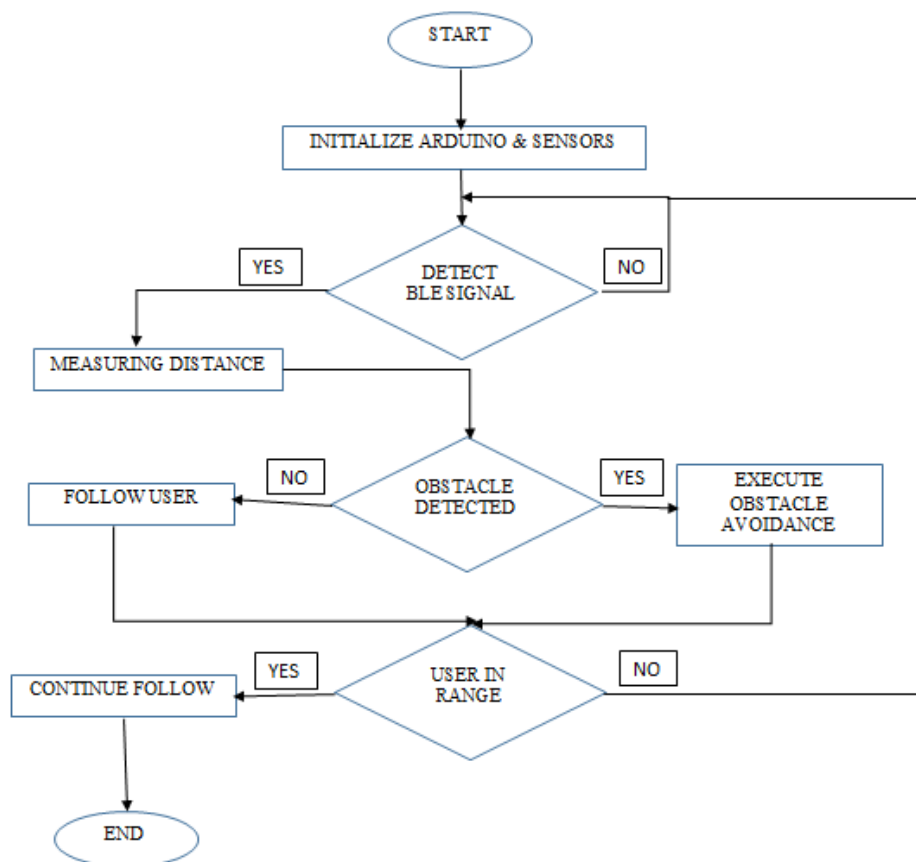 START
INITIALIZE ARDUINO & SENSORS
YES
DETECT
BLE SIGNAL
NO
MEASURING DISTANCE
NO
OBSTACLE
DETECTED
YES
FOLLOW USER
EXECUTE
OBSTACLE
AVOIDANCE
YES
USER IN
RANGE
NO
CONTINUE FOLLOW
END